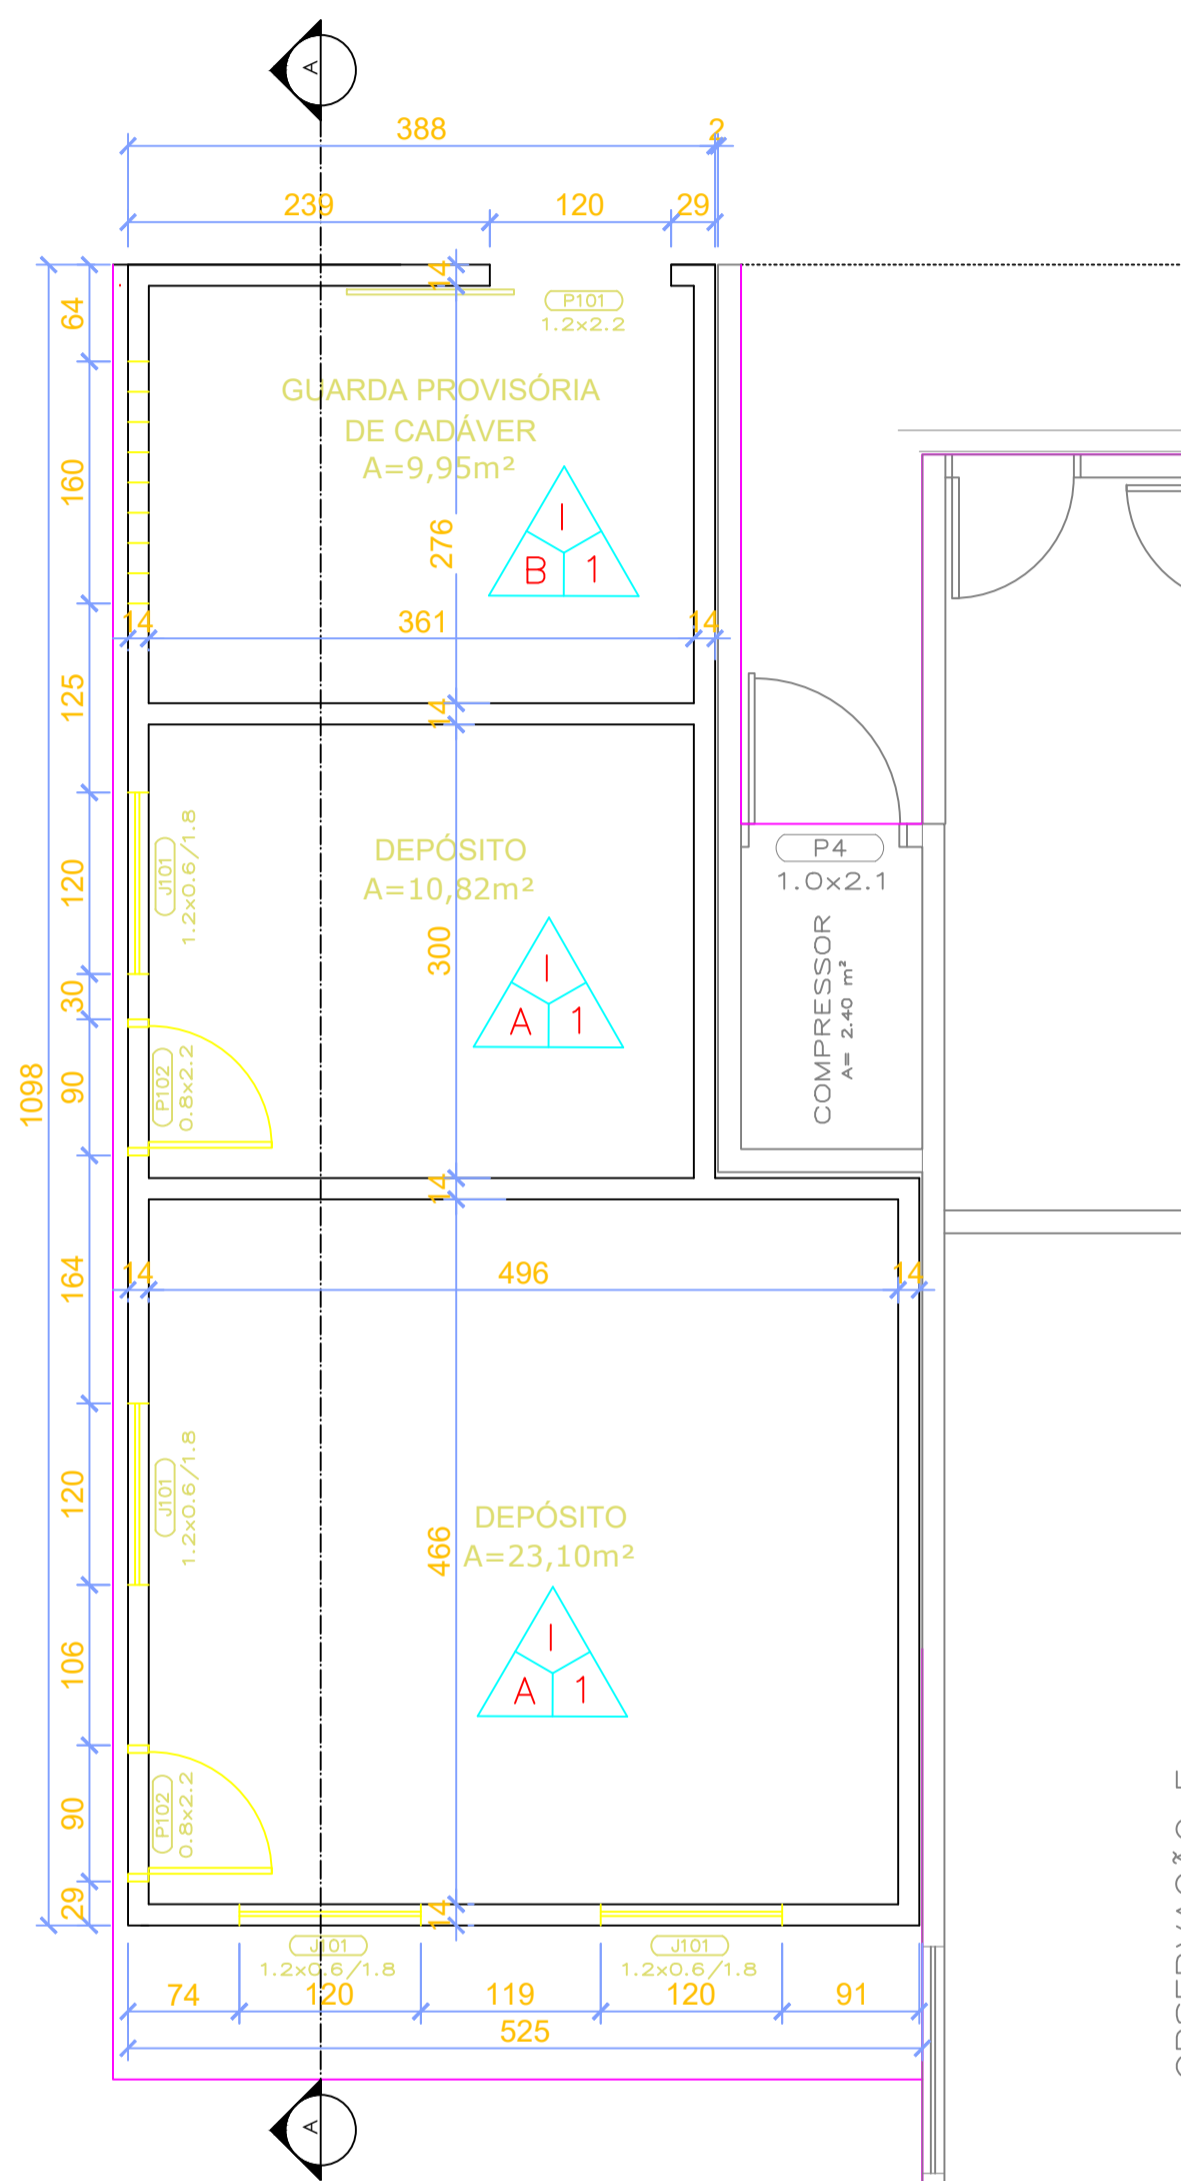 A
388
2
239
120
29
14
64
P101
1.2x2.2
GUARDA PROVISÓRIA
DE CADÁVER
A=9,95m²
160
276
I
B 1
14
361
14
125
14
J101
1.2x0.6/1.8
120
DEPÓSITO
A=10,82m²
P4
1.0x2.1
COMPRESSOR
A= 2.40 m²
300
I
A 1
30
1098
90
P102
0.8x2.2
14
164
14
496
14
120
J101
1.2x0.6/1.8
DEPÓSITO
A=23,10m²
466
I
A 1
106
90
P102
0.8x2.2
29
14
J101
1.2x0.6/1.8
J101
1.2x0.6/1.8
74
120
119
120
91
525
A